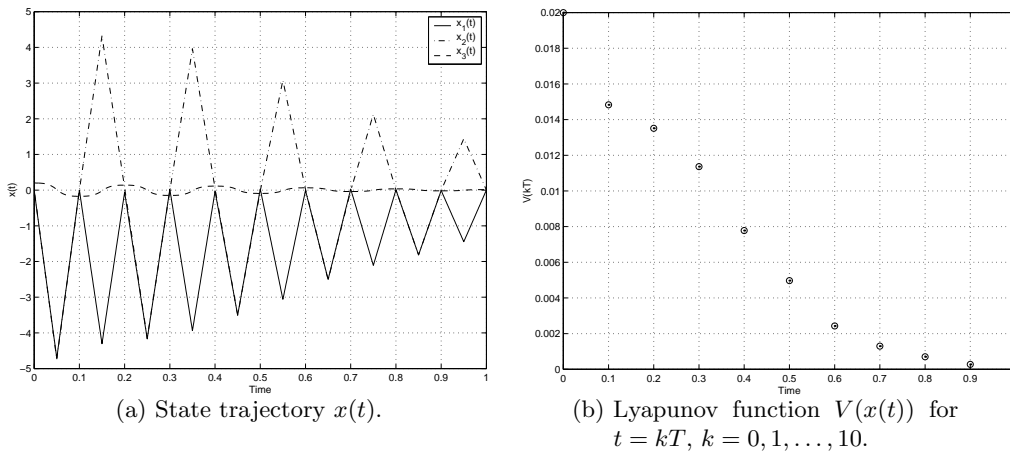 5
4
3
2
1
0
−1
−2
−3
−4
−5
x(t)
0 0.1 0.2 0.3 0.4 0.5 0.6 0.7 0.8 0.9 1
Time
x_1(t)
x_2(t)
x_3(t)
(a) State trajectory x(t).
0.02
0.018
0.016
0.014
0.012
0.01
0.008
0.006
0.004
0.002
0
V(kT)
0 0.1 0.2 0.3 0.4 0.5 0.6 0.7 0.8 0.9
Time
(b) Lyapunov function V(x(t)) for
t = kT, k = 0, 1, . . . , 10.